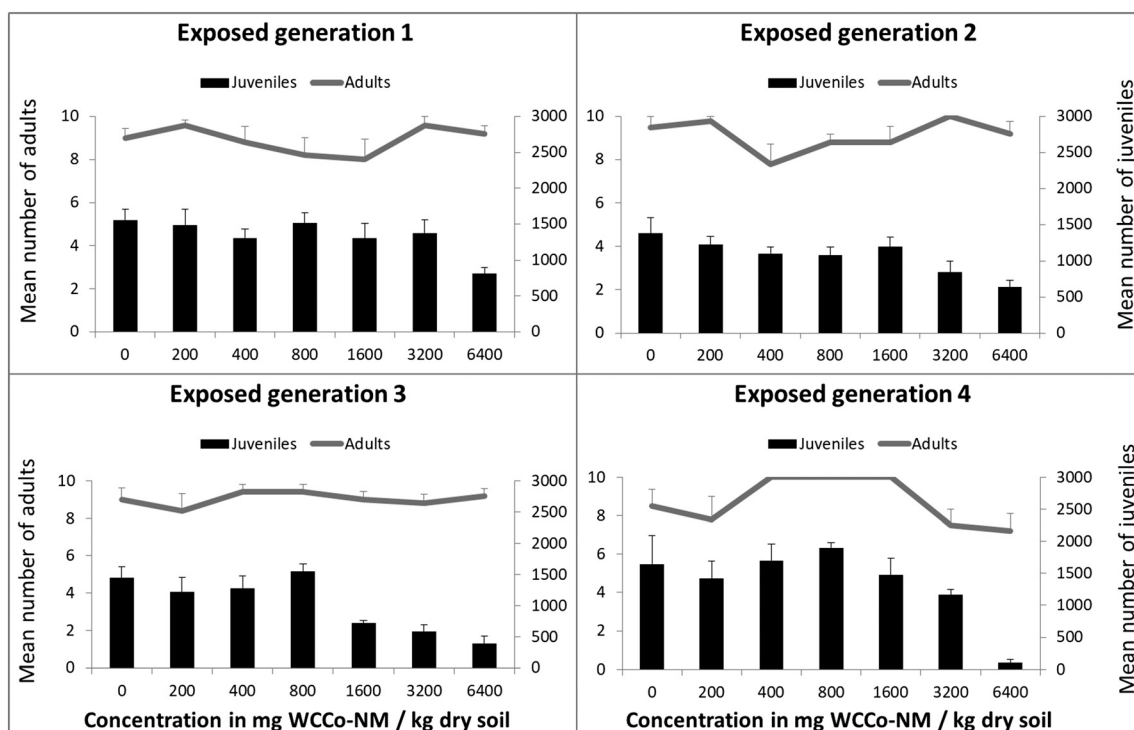 Exposed generation 1
Juveniles Adults
Mean number of adults
10
8
6
4
2
0
3000
2500
2000
1500
1000
500
0
0 200 400 800 1600 3200 6400
Exposed generation 2
Juveniles Adults
10
8
6
4
2
0
3000
2500
2000
1500
1000
500
0
Mean number of juveniles
0 200 400 800 1600 3200 6400
Exposed generation 3
Juveniles Adults
Mean number of adults
10
8
6
4
2
0
3000
2500
2000
1500
1000
500
0
0 200 400 800 1600 3200 6400
Concentration in mg WCCo-NM / kg dry soil
Exposed generation 4
Juveniles Adults
10
8
6
4
2
0
3000
2500
2000
1500
1000
500
0
Mean number of juveniles
0 200 400 800 1600 3200 6400
Concentration in mg WCCo-NM / kg dry soil